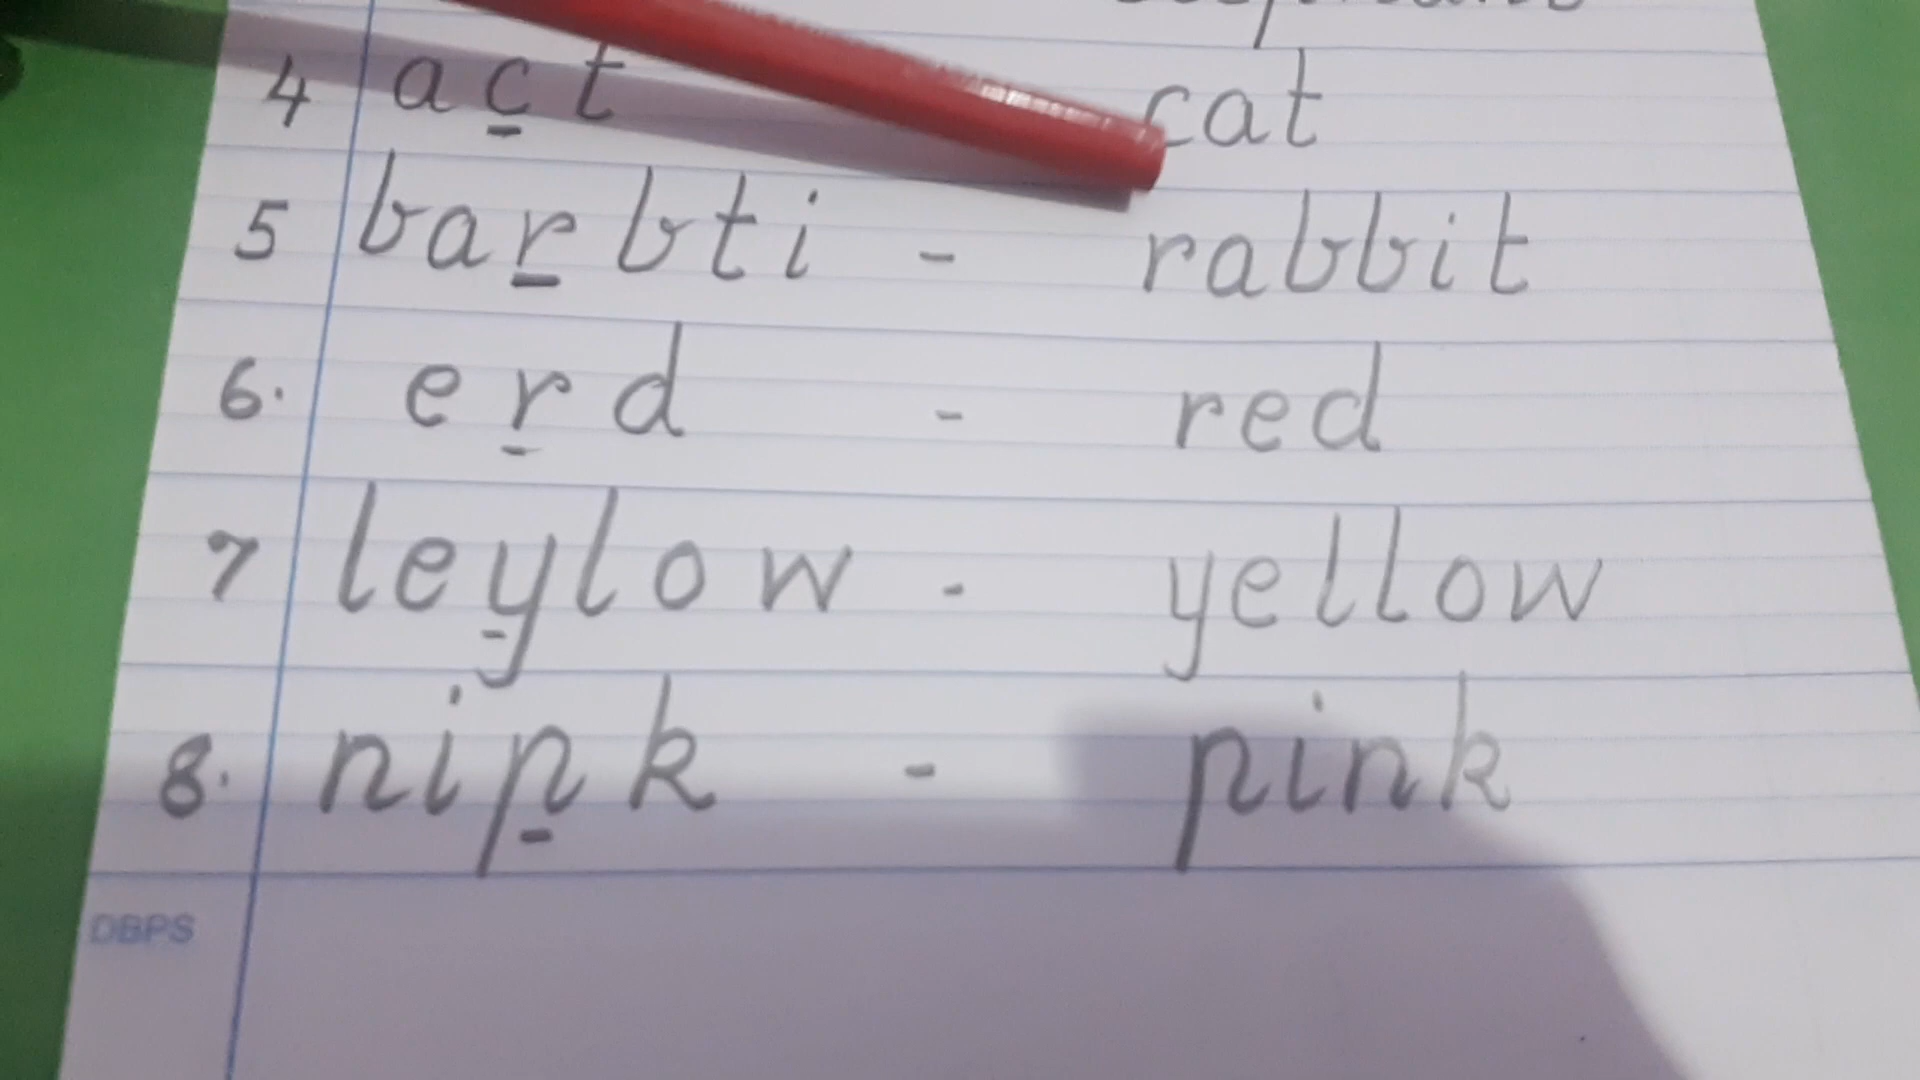 4 act cat
5 barbti - rabbit
6. erd - red
7 leylow - yellow
8. nipk - pink
DBPS